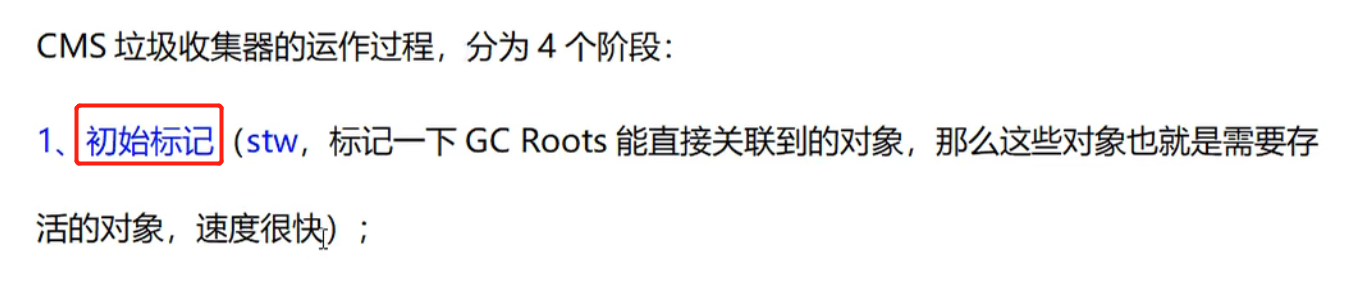 CMS 垃圾收集器的运作过程，分为 4 个阶段：
1、初始标记（stw，标记一下 GC Roots 能直接关联到的对象，那么这些对象也就是需要存
活的对象，速度很快）；